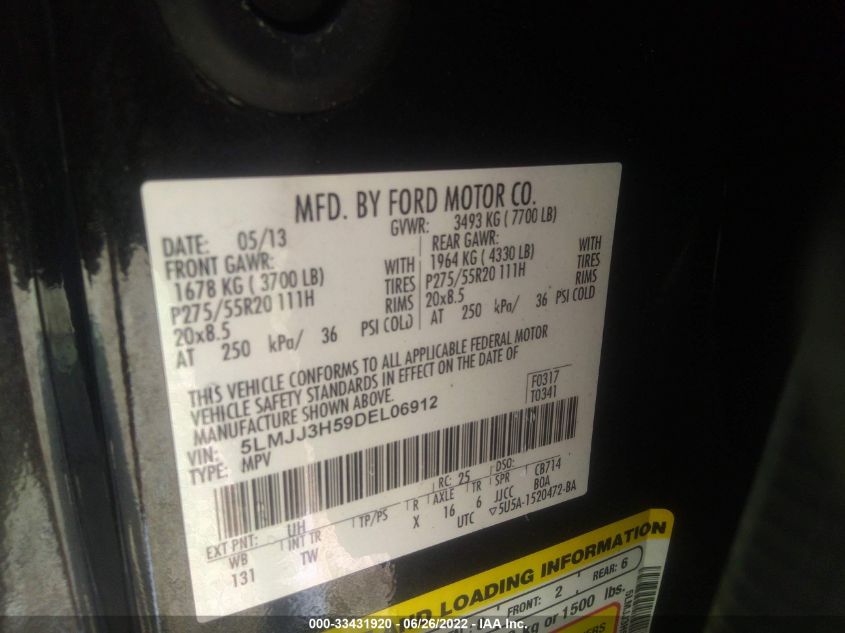 MFD. BY FORD MOTOR CO.
DATE: 05/13 GVWR: 3493 KG ( 7700 LB)
FRONT GAWR: REAR GAWR:
1678 KG ( 3700 LB) WITH 1964 KG ( 4330 LB) WITH
P275/55R20 111H TIRES P275/55R20 111H TIRES
20x8.5 RIMS 20x8.5 RIMS
AT 250 kPa/ 36 PSI COLD AT 250 kPa/ 36 PSI COLD
THIS VEHICLE CONFORMS TO ALL APPLICABLE FEDERAL MOTOR
VEHICLE SAFETY STANDARDS IN EFFECT ON THE DATE OF
MANUFACTURE SHOWN ABOVE.
F0317
T0341
VIN: 5LMJJ3H59DEL06912
TYPE: MPV
EXT PNT: UH RC: 25 DSO:
WB INT TR TP/PS R AXLE TR SPR CB714
131 TW X 16 6 JJCC BOA
UTC ▽5U5A-1520472-BA
AND LOADING INFORMATION
FRONT: 2 REAR: 6
kg or 1500 lbs.
000-33431920 - 06/26/2022 - IAA Inc.